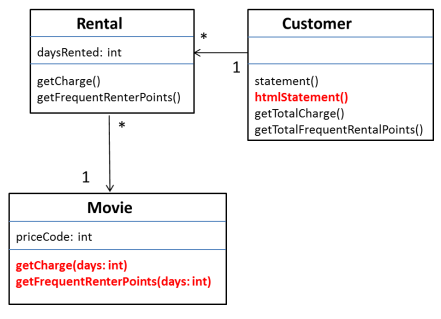 Rental
daysRented: int
getCharge()
getFrequentRenterPoints()
*
1
Customer
statement()
htmlStatement()
getTotalCharge()
getTotalFrequentRentalPoints()
*
1
Movie
priceCode: int
getCharge(days: int)
getFrequentRenterPoints(days: int)